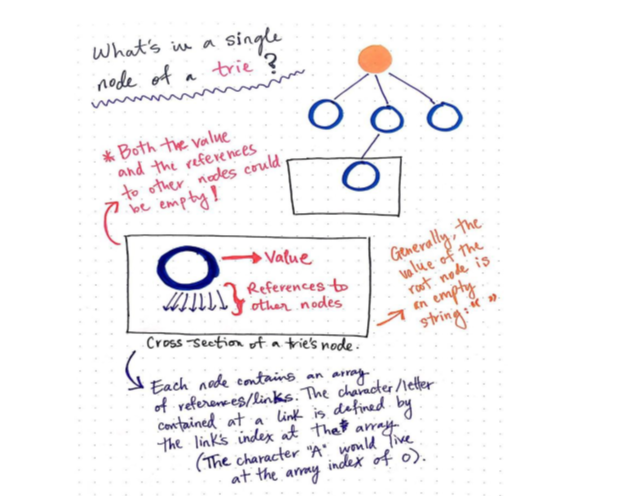 What's in a single
node of a trie?
* Both the value
and the references
to other nodes could
be empty!
Value
References to
other nodes
Generally, the
value of the
root node is
an empty
string: " "
Cross-section of a trie's node.
Each node contains an array
of references/links. The character/letter
contained at a link is defined by
the link's index at that array
(The character "A" would live
at the array index of 0).